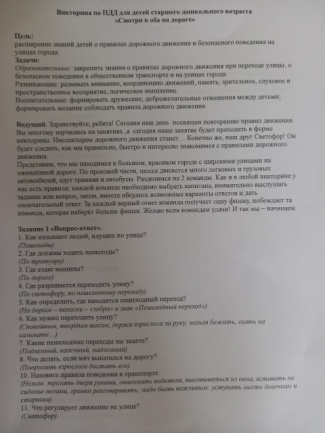 Викторина по ПДД для детей старшего дошкольного возраста
«Смотри в оба на дороге»
Цель:
расширение знаний детей о правилах дорожного движения и безопасного поведения на
улицах города.
Задачи:
Образовательные: закрепить знания о правилах дорожного движения при переходе улицы, о
безопасном поведении в общественном транспорте и на улицах города
Развивающие: развивать внимание, координацию движений, память, зрительное, слуховое и
пространственное восприятие, логическое мышление.
Воспитательные: формировать дружеские, доброжелательные отношения между детьми;
формировать желание соблюдать правила дорожного движения.
Ведущий: Здравствуйте, ребята! Сегодня наш день посвящен повторению правил движения.
Вы многому научились на занятиях, а сегодня наше занятие будет проходить в форме
викторины. Инспектором дорожного движения станет... Конечно же, наш друг Светофор! Он
будет следить, как мы правильно, быстро и интересно знакомимся с правилами дорожного
движения.
Представим, что мы находимся в большом, красивом городе с широкими улицами на
оживленной дороге. По проезжей части, шоссе движется много легковых и грузовых
автомобилей, едут трамваи и автобусы. Разделимся на 2 команды. Как и в любой викторине у
нас есть правила: каждой команде необходимо выбрать капитана, внимательно выслушать
задание или вопрос, затем, вместе обсудить возможные варианты ответов и дать
окончательный ответ. За каждый верный ответ команда получает одну фишку, побеждает та
команда, которая наберёт больше фишек. Желаю всем командам удачи! И так мы – начинаем.
Задание 1 «Вопрос-ответ».
1. Как называют людей, идущих по улице?
(Пешеходы)
2. Где должны ходить пешеходы?
(По тротуару)
3. Где едят машины?
(По дороге)
4. Где разрешается переходить улицу?
(По светофору, по пешеходному переходу)
5. Как определить, где находится пешеходный переход?
(На дороге – полоски – «зебра» и знак «Пешеходный переход»)
6. Как нужно переходить улицу?
(Спокойным, твердым шагом, держа взрослого за руку, нельзя бежать, ехать на
самокате...)
7. Какие пешеходные переходы вы знаете?
(Подземный, наземный, надземный)
8. Что делать, если мяч выкатился на дорогу?
(Попросить взрослого достать его)
10. Назовите правила поведения в транспорте.
(Нельзя: трогать двери руками, отвлекать водителя, высовываться из окна, вставать на
сиденье ногами, громко разговаривать; надо быть вежливым: уступать место девочкам и
старшим)
11. Что регулирует движение на улице?
(Светофор)